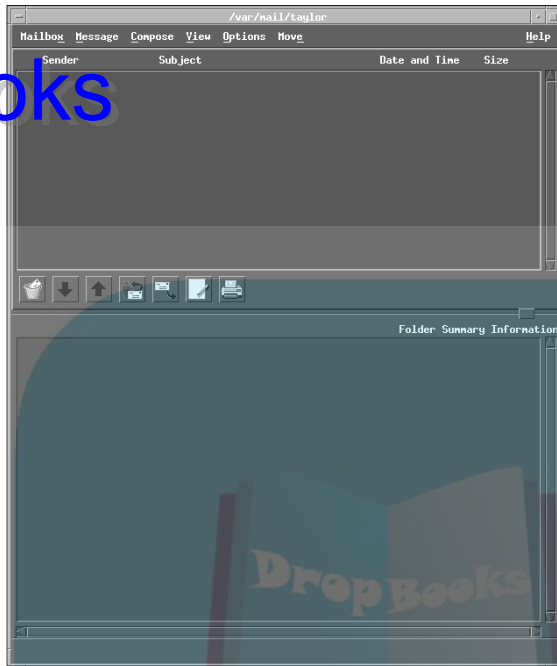 /var/mail/taylor
Mailbox Message Compose View Options Move Help
Sender Subject Date and Time Size
oks
Folder Summary Information
DropBooks